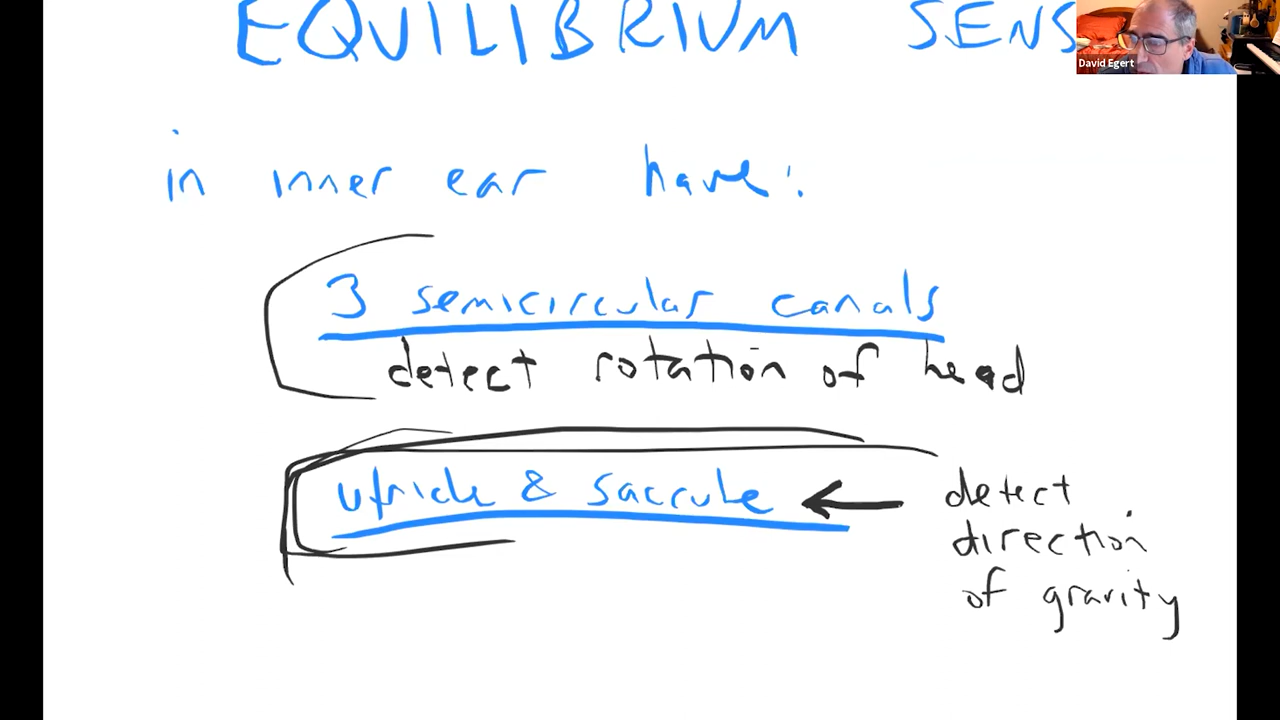 EQUILIBRIUM SENS
David Egert
in inner ear have:
3 semicircular canals
detect rotation of head
utricle & saccule
detect
direction
of gravity